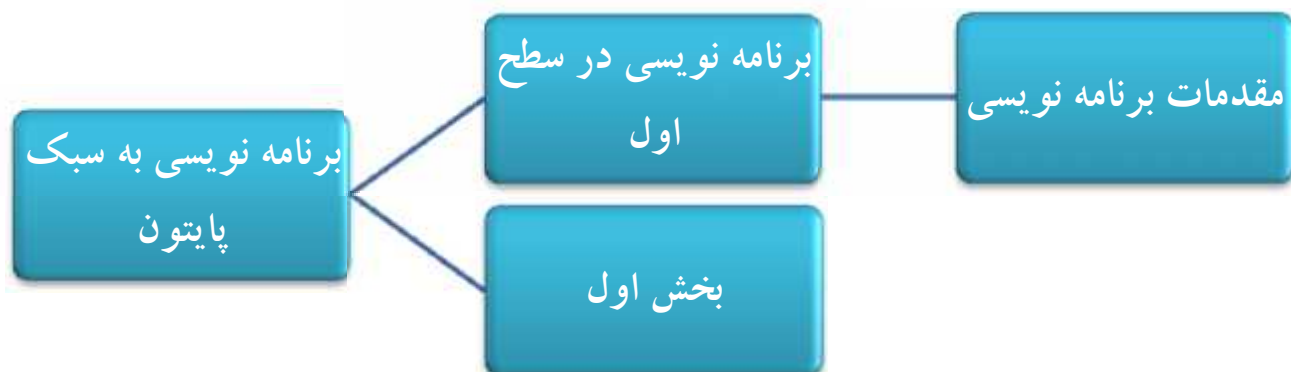 برنامه نویسی در سطح
اول
مقدمات برنامه نویسی
برنامه نویسی به سبک
پایتون
بخش اول